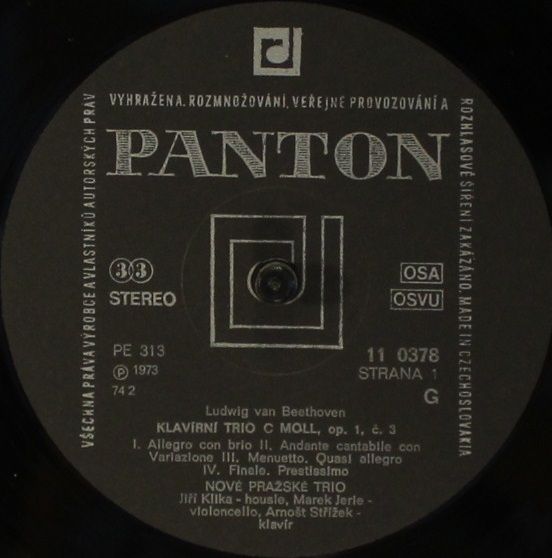 VŠECHNA PRÁVA VÝROBCE A VLASTNÍKŮ AUTORSKÝCH PRÁV
VYHRAŽENA. ROZMNOŽOVÁNÍ, VEŘEJNÉ PROVOZOVÁNÍ A
ROZHLASOVÉ ŠÍŘENÍ ZAKÁZÁNO. MADE IN CZECHOSLOVAKIA
PANTON
33
STEREO
OSA
OSVU
PE 313
℗ 1973
74 2
11 0378
STRANA 1
G
Ludwig van Beethoven
KLAVÍRNÍ TRIO C MOLL, op. 1, č. 3
I. Allegro con brio II. Andante cantabile con
Variazione III. Menuetto. Quasi allegro
IV. Finale. Prestissimo
NOVÉ PRAŽSKÉ TRIO
Jiří Klika - housle, Marek Jerie -
violoncello, Arnošt Střížek -
klavír